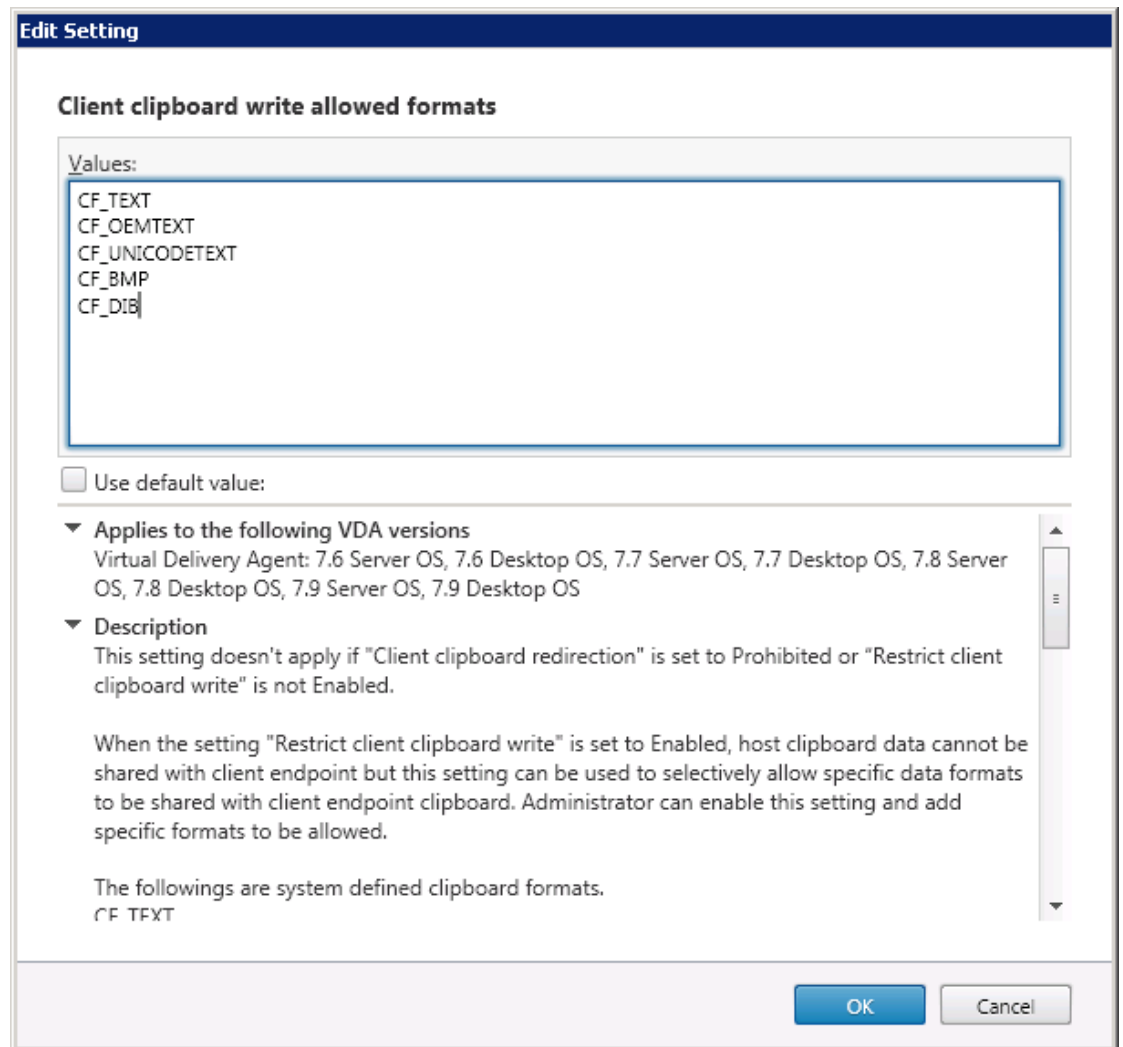 Edit Setting
Client clipboard write allowed formats
Values:
CF_TEXT
CF_OEMTEXT
CF_UNICODETEXT
CF_BMP
CF_DIB
Use default value:
Applies to the following VDA versions
Virtual Delivery Agent: 7.6 Server OS, 7.6 Desktop OS, 7.7 Server OS, 7.7 Desktop OS, 7.8 Server
OS, 7.8 Desktop OS, 7.9 Server OS, 7.9 Desktop OS
Description
This setting doesn't apply if "Client clipboard redirection" is set to Prohibited or “Restrict client
clipboard write” is not Enabled.
When the setting "Restrict client clipboard write" is set to Enabled, host clipboard data cannot be
shared with client endpoint but this setting can be used to selectively allow specific data formats
to be shared with client endpoint clipboard. Administrator can enable this setting and add
specific formats to be allowed.
The followings are system defined clipboard formats.
CF_TEXT
OK
Cancel